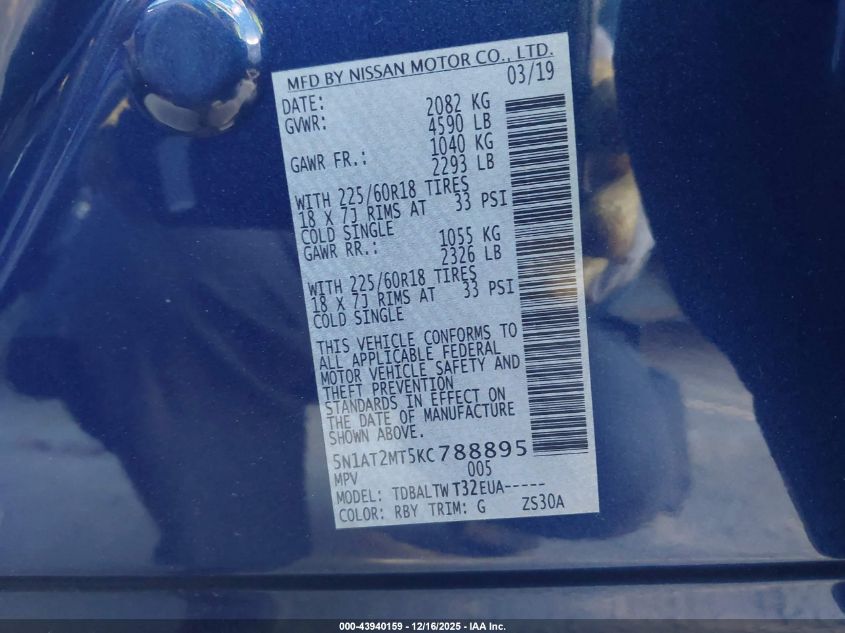 MFD BY NISSAN MOTOR CO., LTD.
DATE: 03/19
GVWR: 2082 KG
4590 LB
GAWR FR.: 1040 KG
2293 LB
WITH 225/60R18 TIRES
18 X 7J RIMS AT 33 PSI
COLD SINGLE
GAWR RR.: 1055 KG
2326 LB
WITH 225/60R18 TIRES
18 X 7J RIMS AT 33 PSI
COLD SINGLE
THIS VEHICLE CONFORMS TO
ALL APPLICABLE FEDERAL
MOTOR VEHICLE SAFETY AND
THEFT PREVENTION
STANDARDS IN EFFECT ON
THE DATE OF MANUFACTURE
SHOWN ABOVE.
5N1AT2MT5KC788895
MPV 005
MODEL: TDBALTWT32EUA-----
COLOR: RBY TRIM: G ZS30A
000-43940159 - 12/16/2025 - IAA Inc.